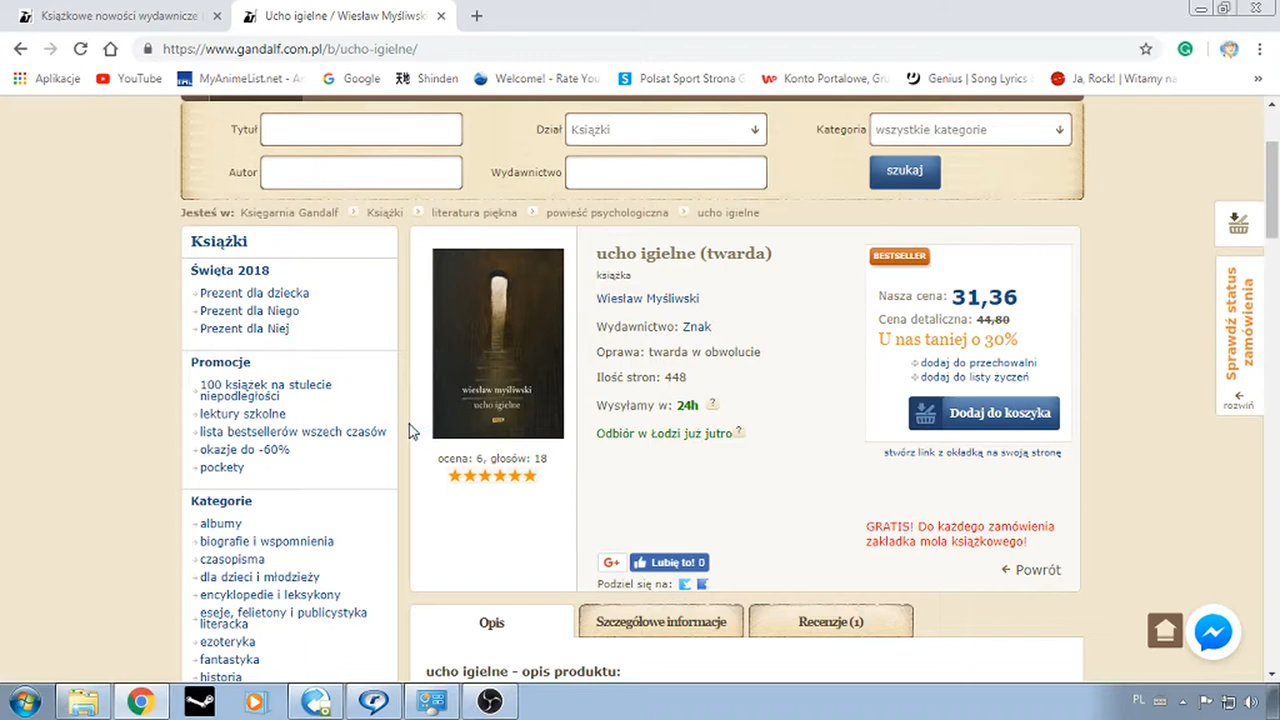 Książkowe nowości wydawnicze
Ucho igielne / Wiesław Myśliwski
https://www.gandalf.com.pl/b/ucho-igielne/
Aplikacje YouTube MyAnimeList.net - An Google Shinden Welcome! - Rate You Polsat Sport Strona G Konto Portalowe, Gru Genius | Song Lyrics & Ja, Rock! | Witamy na »
Tytuł Dział Książki Kategoria wszystkie kategorie
Autor Wydawnictwo szukaj
Jesteś w: Księgarnia Gandalf Książki literatura piękna powieść psychologiczna ucho igielne
Książki
Święta 2018
Prezent dla dziecka
Prezent dla Niego
Prezent dla Niej
Promocje
100 książek na stulecie
niepodległości
lektury szkolne
lista bestsellerów wszech czasów
okazje do -60%
pockety
Kategorie
albumy
biografie i wspomnienia
czasopisma
dla dzieci i młodzieży
encyklopedie i leksykony
eseje, felietony i publicystyka
literacka
ezoteryka
fantastyka
historia
wiesław myśliwski
ucho igielne
znak
ocena: 6, głosów: 18
ucho igielne (twarda)
książka
Wiesław Myśliwski
Wydawnictwo: Znak
Oprawa: twarda w obwolucie
Ilość stron: 448
Wysyłamy w: 24h ?
Odbiór w Łodzi już jutro ?
G+ Lubię to! 0
Podziel się na:
BESTSELLER
Nasza cena: 31,36
Cena detaliczna: 44,80
U nas taniej o 30%
dodaj do przechowalni
dodaj do listy życzeń
Dodaj do koszyka
stwórz link z okładką na swoją stronę
GRATIS! Do każdego zamówienia
zakładka mola książkowego!
Powrót
Sprawdź status
zamówienia
rozwiń
Opis Szczegółowe informacje Recenzje (1)
ucho igielne - opis produktu:
PL